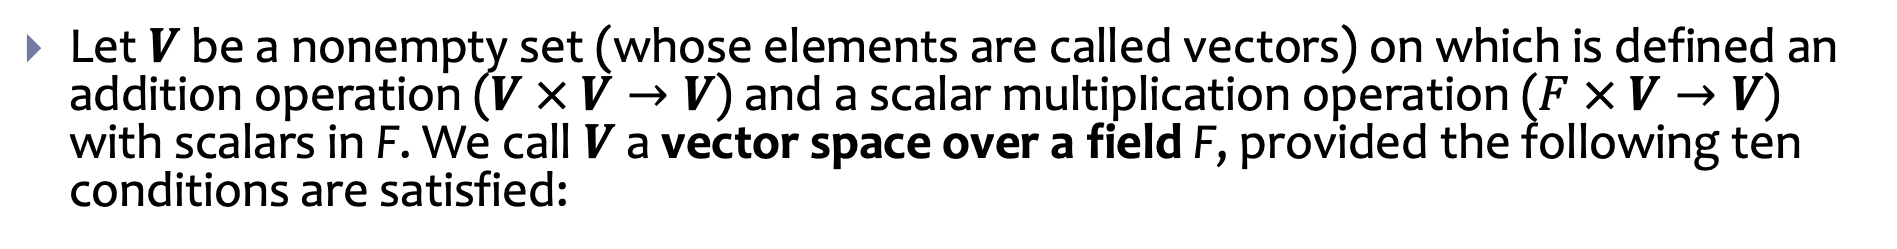 Let V be a nonempty set (whose elements are called vectors) on which is defined an
addition operation (V × V → V) and a scalar multiplication operation (F × V → V)
with scalars in F. We call V a vector space over a field F, provided the following ten
conditions are satisfied: